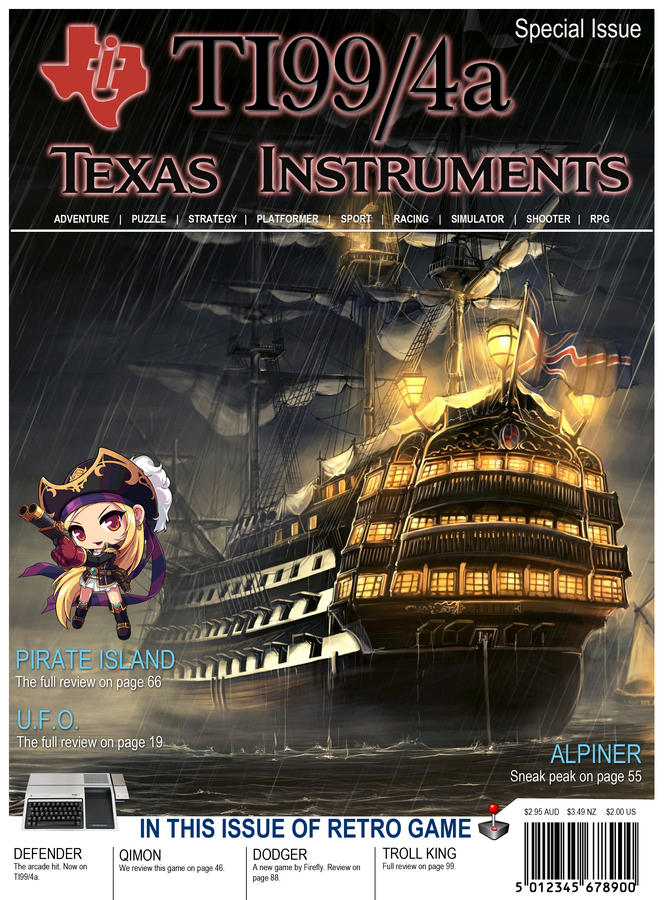 Special Issue
TI99/4a
TEXAS INSTRUMENTS
ADVENTURE | PUZZLE | STRATEGY | PLATFORMER | SPORT | RACING | SIMULATOR | SHOOTER | RPG
PIRATE ISLAND
The full review on page 66
U.F.O.
The full review on page 19
ALPINER
Sneak peak on page 55
IN THIS ISSUE OF RETRO GAME
$2.95 AUD $3.49 NZ $2.00 US
DEFENDER
The arcade hit. Now on
TI99/4a.
QIMON
We review this game on page 46.
DODGER
A new game by Firefly. Review on
page 88.
TROLL KING
Full review on page 99.
5 012345 678900